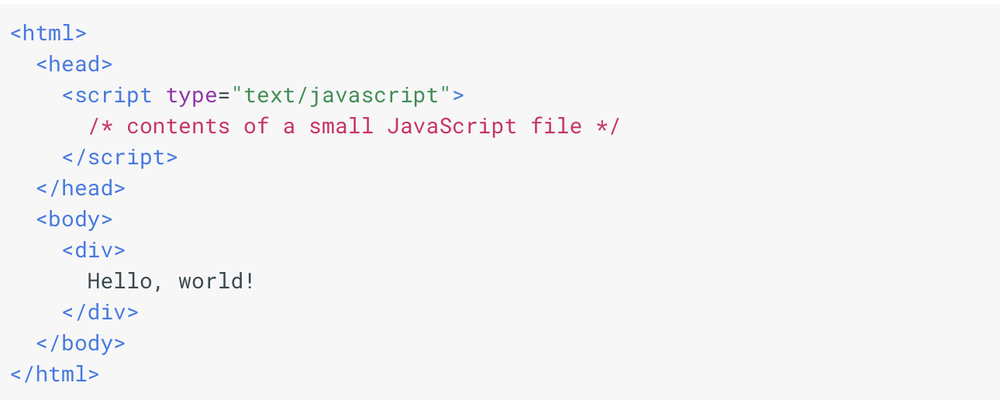 <html>
  <head>
    <script type="text/javascript">
      /* contents of a small JavaScript file */
    </script>
  </head>
  <body>
    <div>
      Hello, world!
    </div>
  </body>
</html>